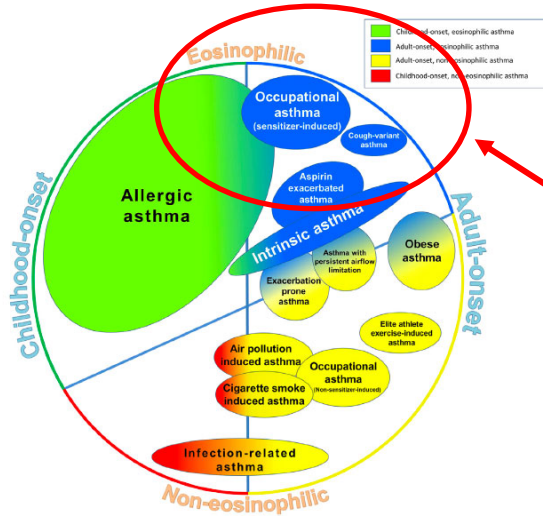 Childhood-onset, eosinophilic asthma
Adult-onset, eosinophilic asthma
Adult-onset, non-eosinophilic asthma
Childhood-onset, non-eosinophilic asthma
Eosinophilic
Occupational
asthma
(sensitizer-induced)
Cough-variant
asthma
Allergic
asthma
Aspirin
exacerbated
asthma
Intrinsic asthma
Childhood-onset
Adult-onset
Obese
asthma
Asthma with
persistent airflow
limitation
Exacerbation
prone
asthma
Elite athlete
exercise-induced
asthma
Air pollution
induced asthma
Occupational
asthma
(Non-sensitizer-induced)
Cigarette smoke
induced asthma
Infection-related
asthma
Non-eosinophilic